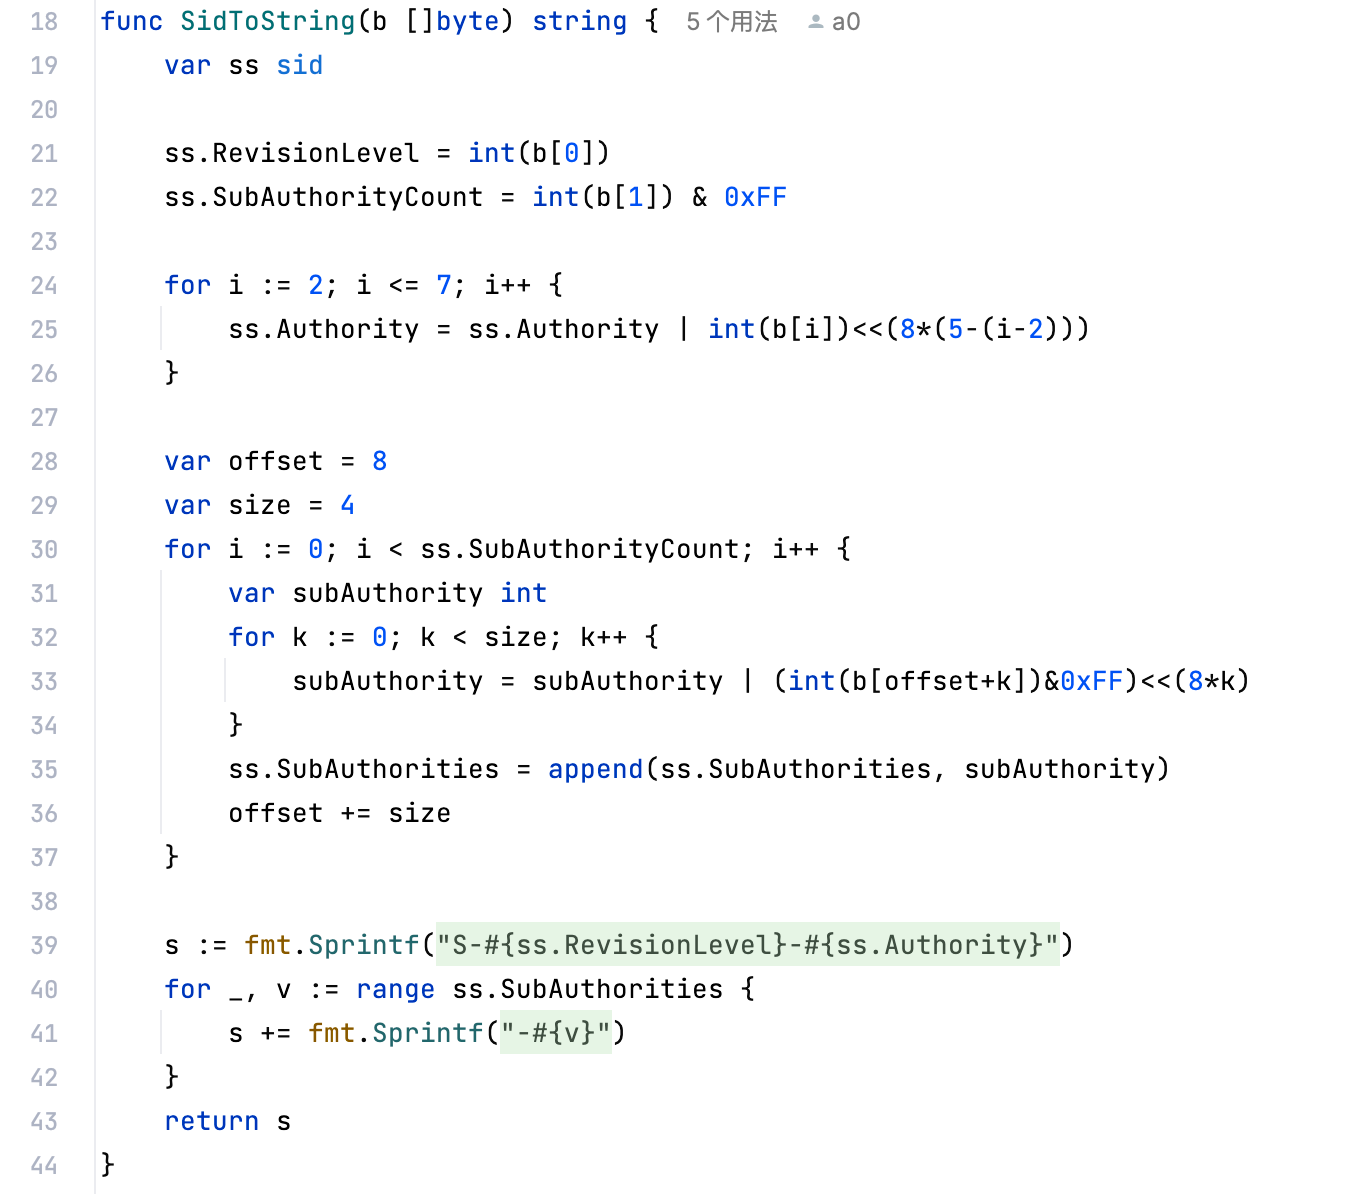 18 func SidToString(b []byte) string { 5 个用法 a0
19     var ss sid
20
21     ss.RevisionLevel = int(b[0])
22     ss.SubAuthorityCount = int(b[1]) & 0xFF
23
24     for i := 2; i <= 7; i++ {
25         ss.Authority = ss.Authority | int(b[i])<<(8*(5-(i-2)))
26     }
27
28     var offset = 8
29     var size = 4
30     for i := 0; i < ss.SubAuthorityCount; i++ {
31         var subAuthority int
32         for k := 0; k < size; k++ {
33             subAuthority = subAuthority | (int(b[offset+k])&0xFF)<<(8*k)
34         }
35         ss.SubAuthorities = append(ss.SubAuthorities, subAuthority)
36         offset += size
37     }
38
39     s := fmt.Sprintf("S-#{ss.RevisionLevel}-#{ss.Authority}")
40     for _, v := range ss.SubAuthorities {
41         s += fmt.Sprintf("-#{v}")
42     }
43     return s
44 }